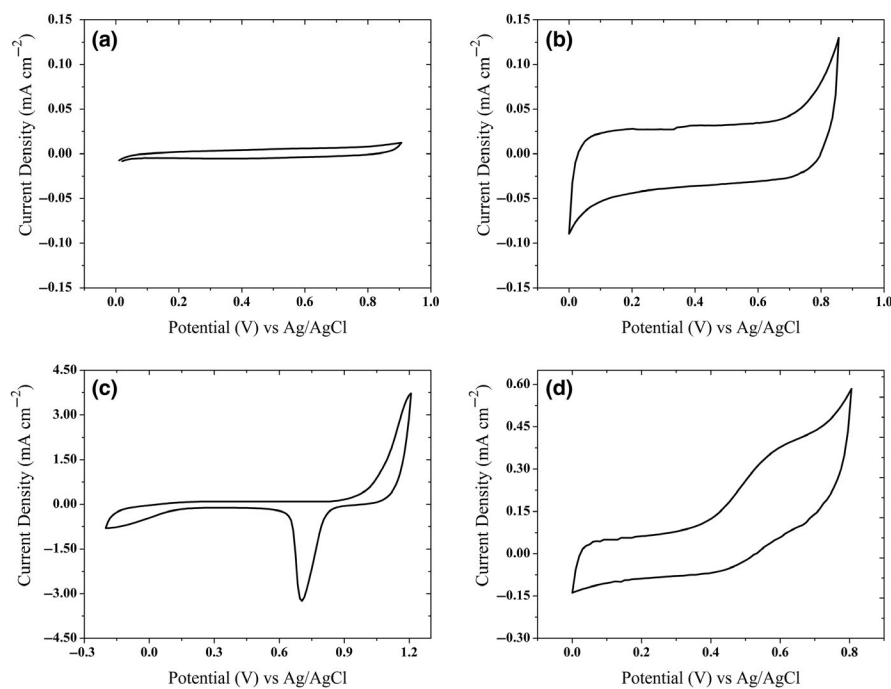 (a)
Current Density (mA cm⁻²)
0.15
0.10
0.05
0.00
–0.05
–0.10
–0.15
0.0 0.2 0.4 0.6 0.8 1.0
Potential (V) vs Ag/AgCl
(b)
Current Density (mA cm⁻²)
0.15
0.10
0.05
0.00
–0.05
–0.10
–0.15
0.0 0.2 0.4 0.6 0.8 1.0
Potential (V) vs Ag/AgCl
(c)
Current Density (mA cm⁻²)
4.50
3.00
1.50
0.00
–1.50
–3.00
–4.50
–0.3 0.0 0.3 0.6 0.9 1.2
Potential (V) vs Ag/AgCl
(d)
Current Density (mA cm⁻²)
0.60
0.45
0.30
0.15
0.00
–0.15
–0.30
0.0 0.2 0.4 0.6 0.8
Potential (V) vs Ag/AgCl